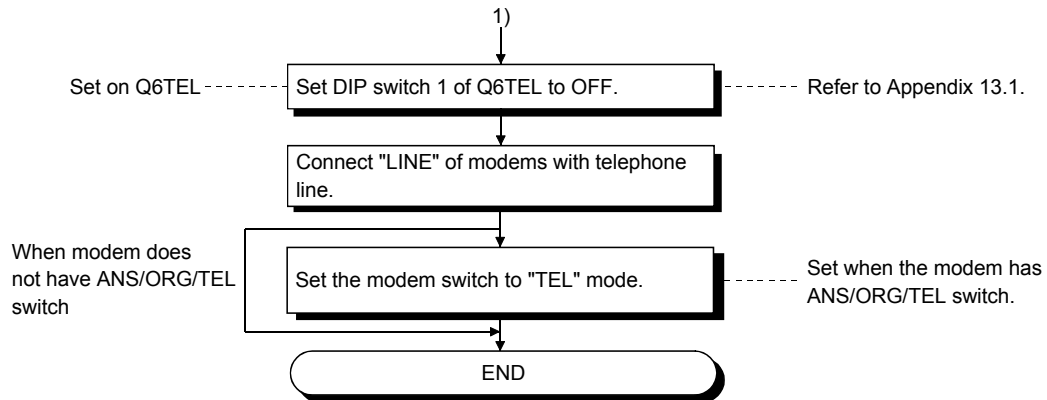 1)
Set on Q6TEL
Set DIP switch 1 of Q6TEL to OFF.
Refer to Appendix 13.1.
Connect "LINE" of modems with telephone
line.
When modem does
not have ANS/ORG/TEL
switch
Set the modem switch to "TEL" mode.
Set when the modem has
ANS/ORG/TEL switch.
END